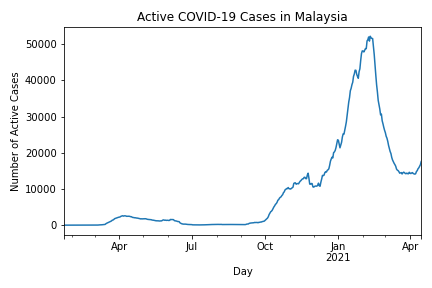 Active COVID-19 Cases in Malaysia
50000
40000
30000
20000
10000
0
Number of Active Cases
Apr
Jul
Oct
Jan
2021
Apr
Day